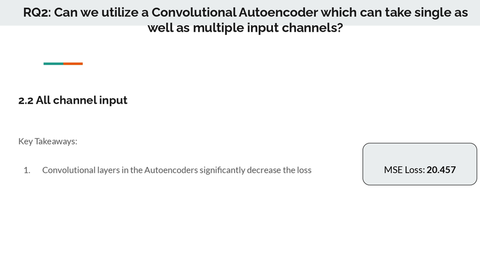 RQ2: Can we utilize a Convolutional Autoencoder which can take single as
well as multiple input channels?
2.2 All channel input
Key Takeaways:
1. Convolutional layers in the Autoencoders significantly decrease the loss
MSE Loss: 20.457